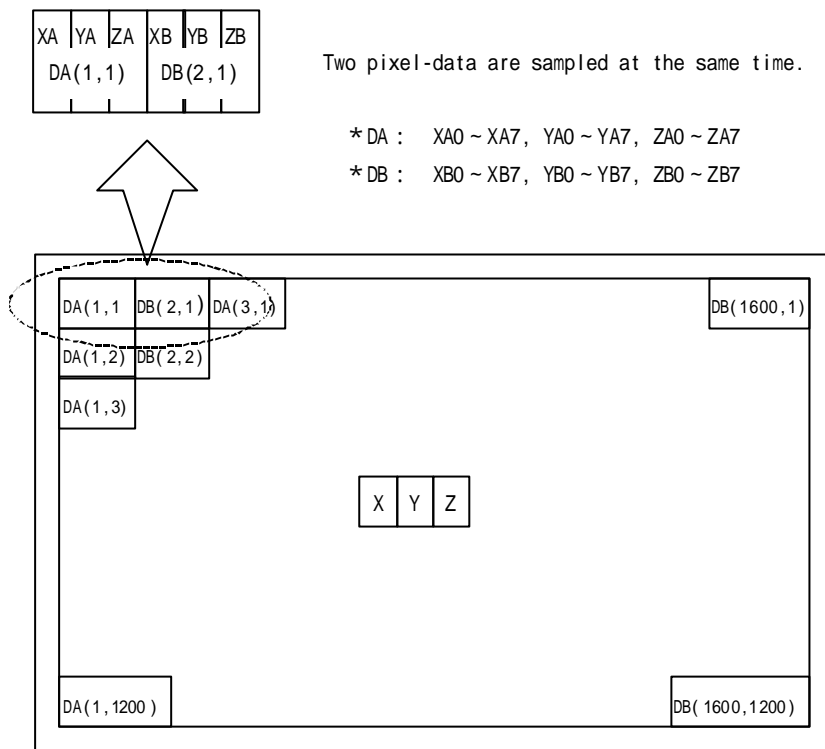 XA YA ZA XB YB ZB
DA(1,1) DB(2,1)
Two pixel-data are sampled at the same time.
*DA : XA0 ~ XA7, YA0 ~ YA7, ZA0 ~ ZA7
*DB : XB0 ~ XB7, YB0 ~ YB7, ZB0 ~ ZB7
DA(1,1 DB(2,1) DA(3,1) DB(1600,1)
DA(1,2) DB(2,2)
DA(1,3)
X Y Z
DA(1,1200) DB(1600,1200)